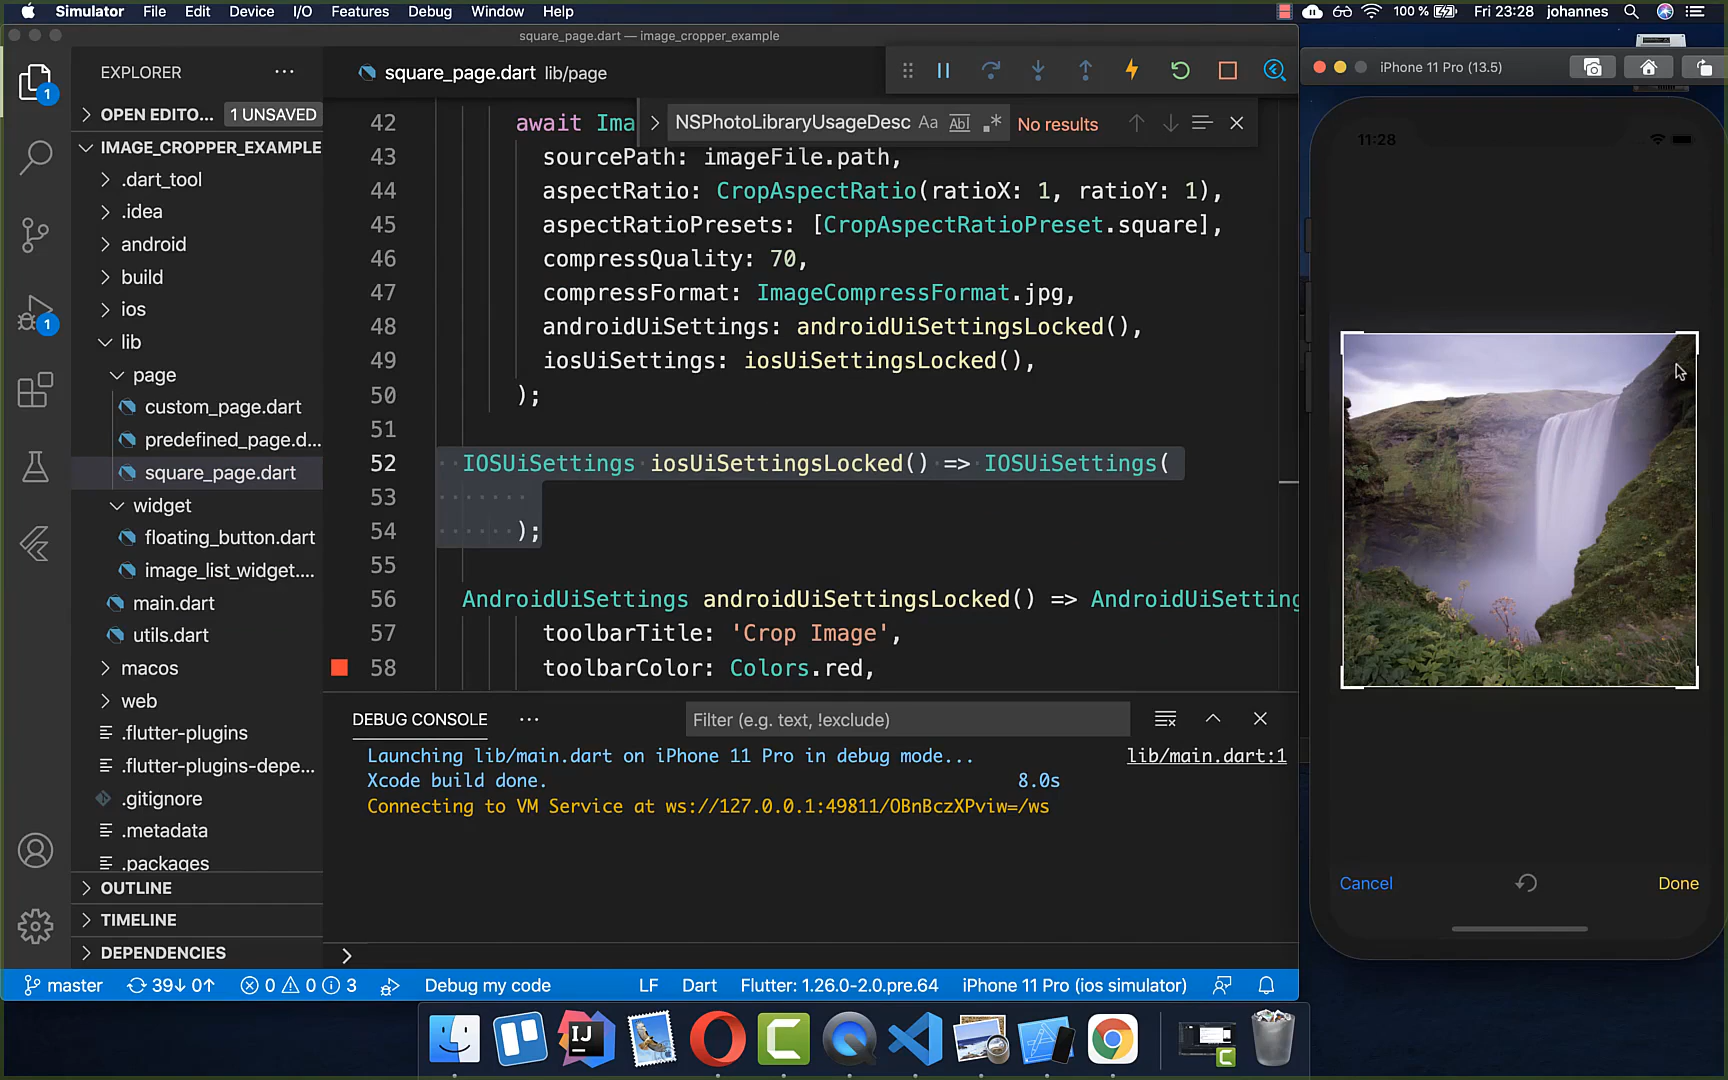 Simulator File Edit Device I/O Features Debug Window Help 100 % Fri 23:28 johannes
square_page.dart — image_cropper_example
iPhone 11 Pro (13.5)
EXPLORER
square_page.dart lib/page
OPEN EDITO... 1 UNSAVED
IMAGE_CROPPER_EXAMPLE
.dart_tool
.idea
android
build
ios
lib
page
custom_page.dart
predefined_page.d...
square_page.dart
widget
floating_button.dart
image_list_widget....
main.dart
utils.dart
macos
web
.flutter-plugins
.flutter-plugins-depe...
.gitignore
.metadata
.packages
OUTLINE
TIMELINE
DEPENDENCIES
1
1
NSPhotoLibraryUsageDesc Aa Abl No results
42 await Ima
43 sourcePath: imageFile.path,
44 aspectRatio: CropAspectRatio(ratioX: 1, ratioY: 1),
45 aspectRatioPresets: [CropAspectRatioPreset.square],
46 compressQuality: 70,
47 compressFormat: ImageCompressFormat.jpg,
48 androidUiSettings: androidUiSettingsLocked(),
49 iosUiSettings: iosUiSettingsLocked(),
50 );
51
52 IOSUiSettings iosUiSettingsLocked() => IOSUiSettings(
53
54 );
55
56 AndroidUiSettings androidUiSettingsLocked() => AndroidUiSetting
57 toolbarTitle: 'Crop Image',
58 toolbarColor: Colors.red,
DEBUG CONSOLE
Filter (e.g. text, !exclude)
Launching lib/main.dart on iPhone 11 Pro in debug mode... lib/main.dart:1
Xcode build done. 8.0s
Connecting to VM Service at ws://127.0.0.1:49811/OBnBczXPviw=/ws
master 39↓ 0↑ 0 0 3 Debug my code LF Dart Flutter: 1.26.0-2.0.pre.64 iPhone 11 Pro (ios simulator)
11:28
Cancel Done
IJ